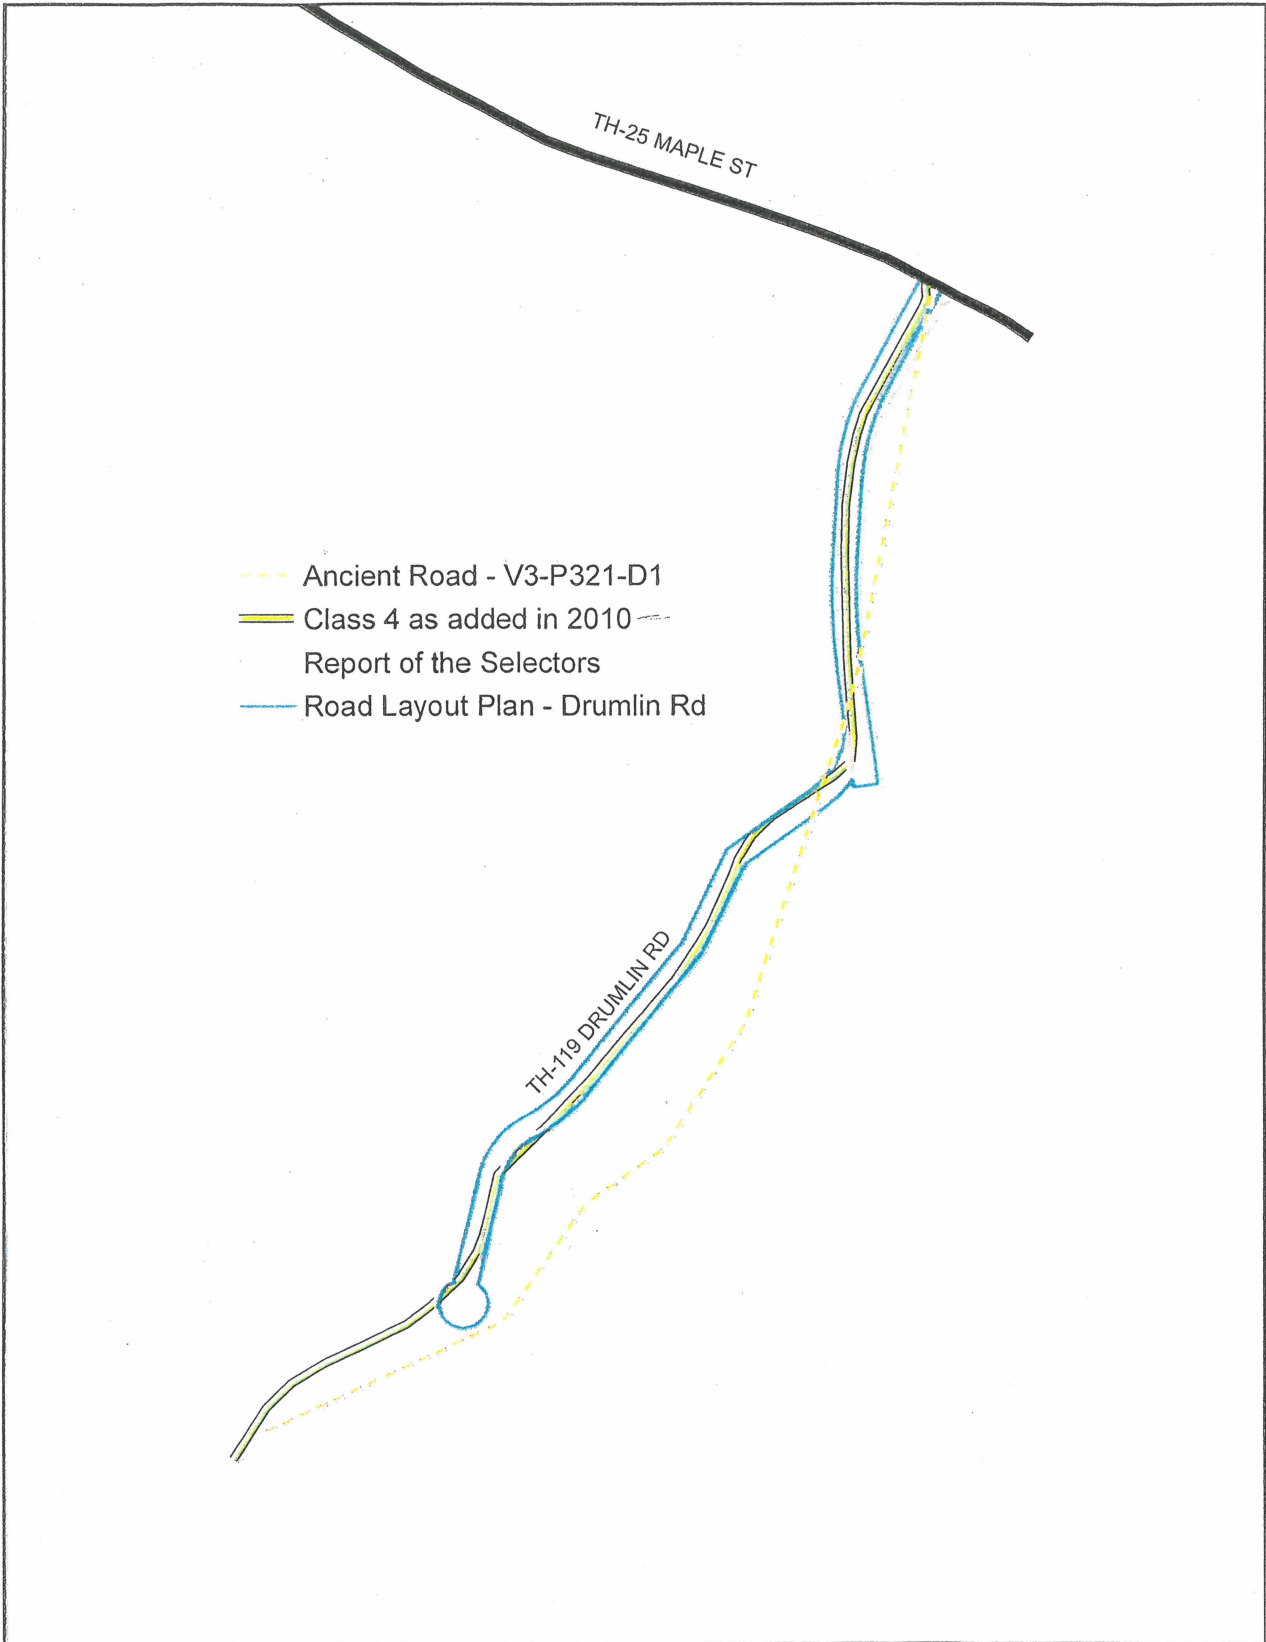 TH-25 MAPLE ST
Ancient Road - V3-P321-D1
Class 4 as added in 2010
Report of the Selectors
Road Layout Plan - Drumlin Rd
TH-119 DRUMLIN RD